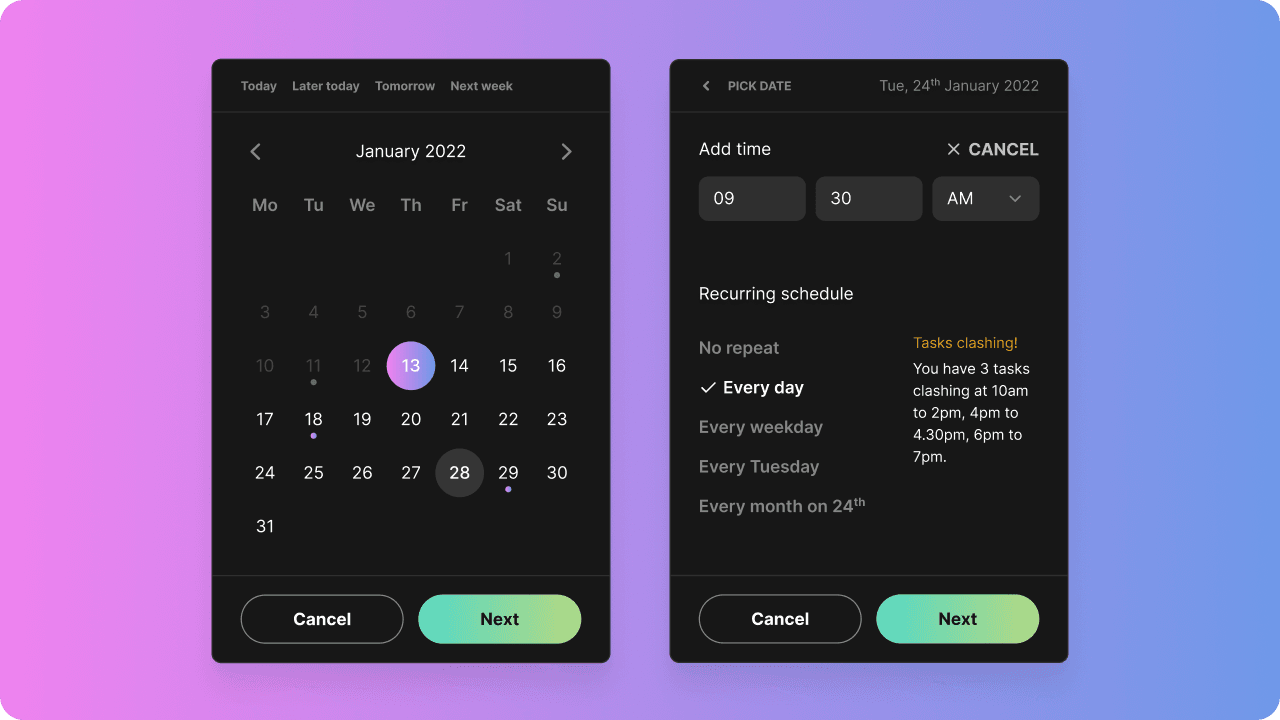 Today Later today Tomorrow Next week
January 2022
Mo Tu We Th Fr Sat Su
1 2
3 4 5 6 7 8 9
10 11 12 13 14 15 16
17 18 19 20 21 22 23
24 25 26 27 28 29 30
31
Cancel Next
PICK DATE Tue, 24th January 2022
Add time CANCEL
09 30 AM
Recurring schedule
No repeat
Every day
Every weekday
Every Tuesday
Every month on 24th
Tasks clashing!
You have 3 tasks
clashing at 10am
to 2pm, 4pm to
4.30pm, 6pm to
7pm.
Cancel Next